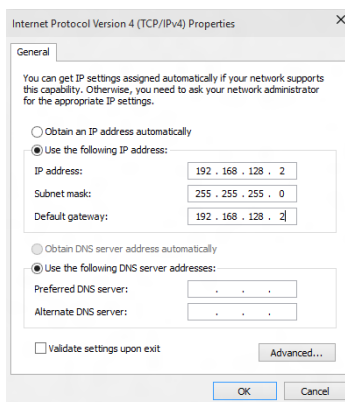 Internet Protocol Version 4 (TCP/IPv4) Properties
General
You can get IP settings assigned automatically if your network supports
this capability. Otherwise, you need to ask your network administrator
for the appropriate IP settings.
Obtain an IP address automatically
Use the following IP address:
IP address: 192 . 168 . 128 . 2
Subnet mask: 255 . 255 . 255 . 0
Default gateway: 192 . 168 . 128 . 2
Obtain DNS server address automatically
Use the following DNS server addresses:
Preferred DNS server: . . .
Alternate DNS server: . . .
Validate settings upon exit
Advanced...
OK Cancel